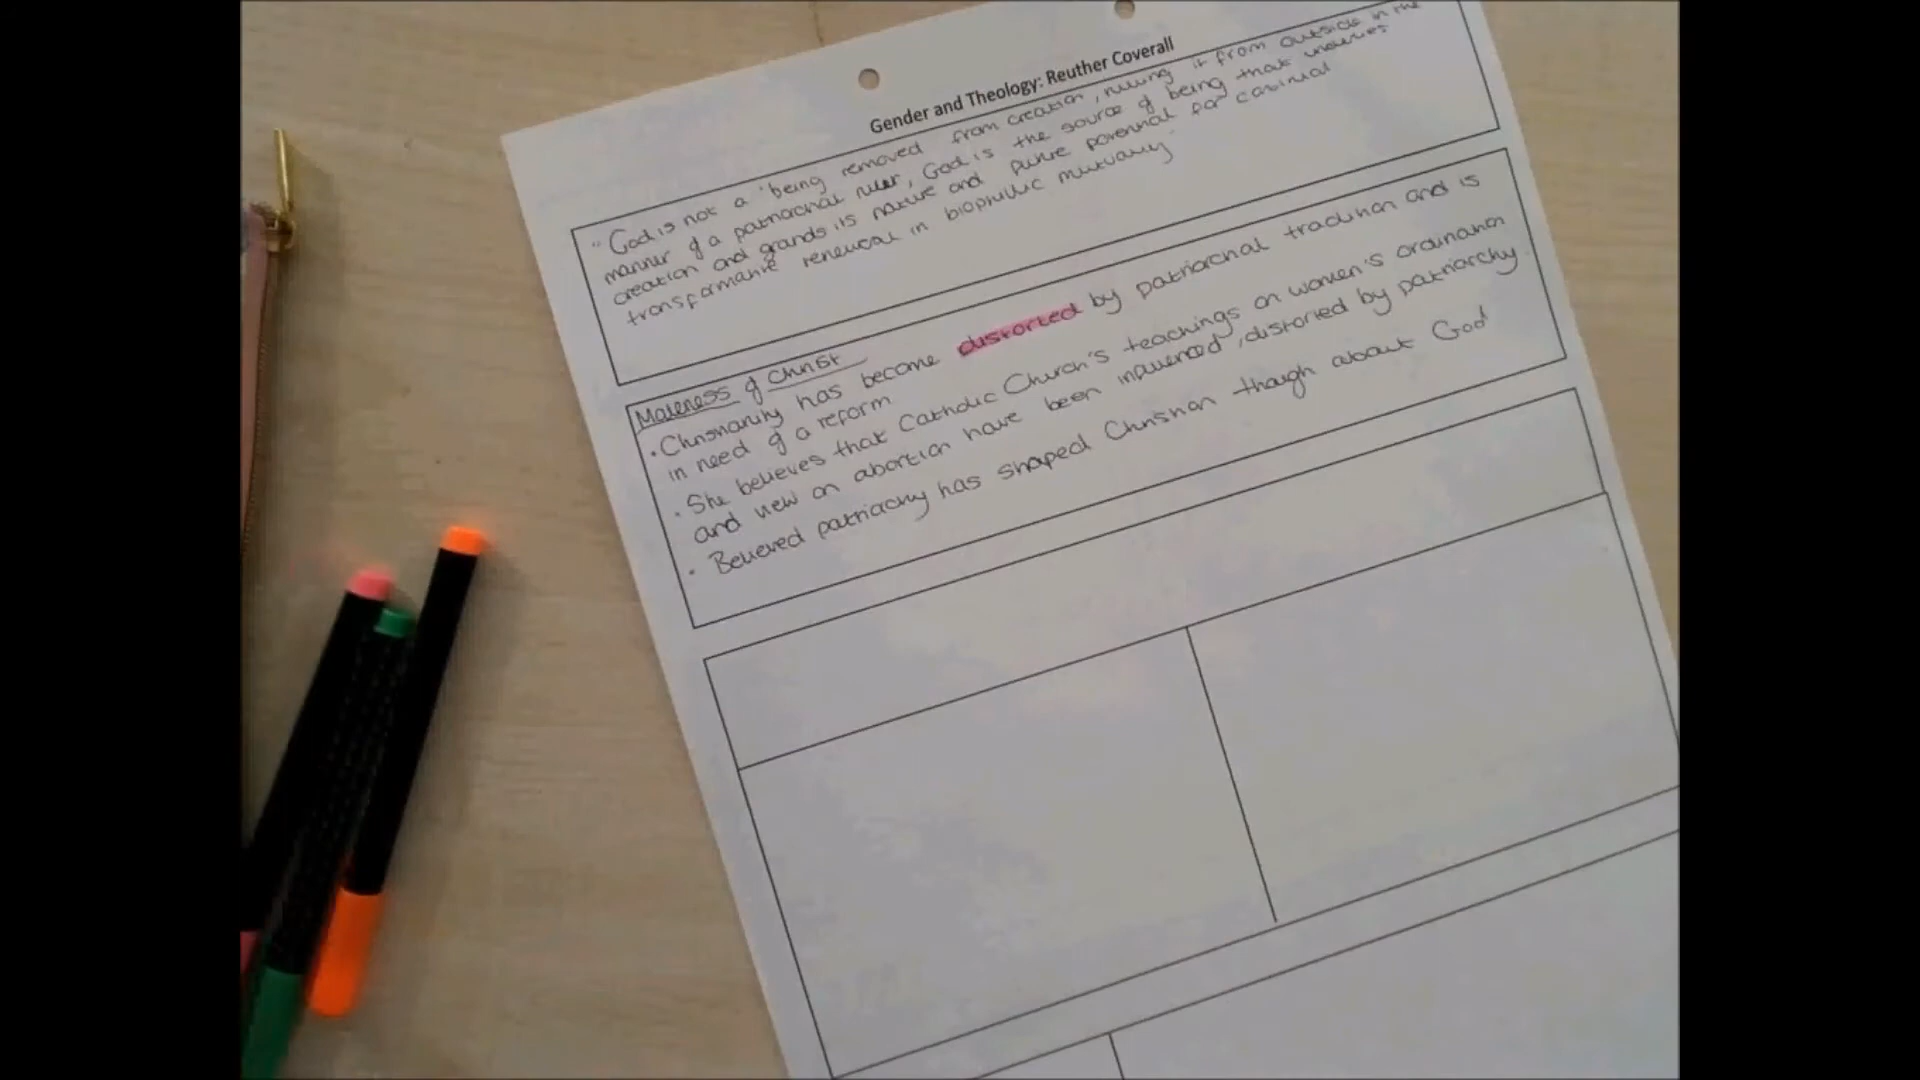 Gender and Theology: Reuther Coverall
"God is not a 'being removed from creation, ruling it from outside in the
manner of a patriarchal ruler, God is the source of being that underlies
creation and grands its nature and future potential for continual
transformative renewal in biophilic mutuality
Maleness of Christ
• Christianity has become distorted by patriarchal tradition and is
in need of a reform
• She believes that Catholic Church's teachings on women's ordination
and view on abortion have been influenced, distorted by patriarchy.
• Believed patriachy has shaped Christian though about God